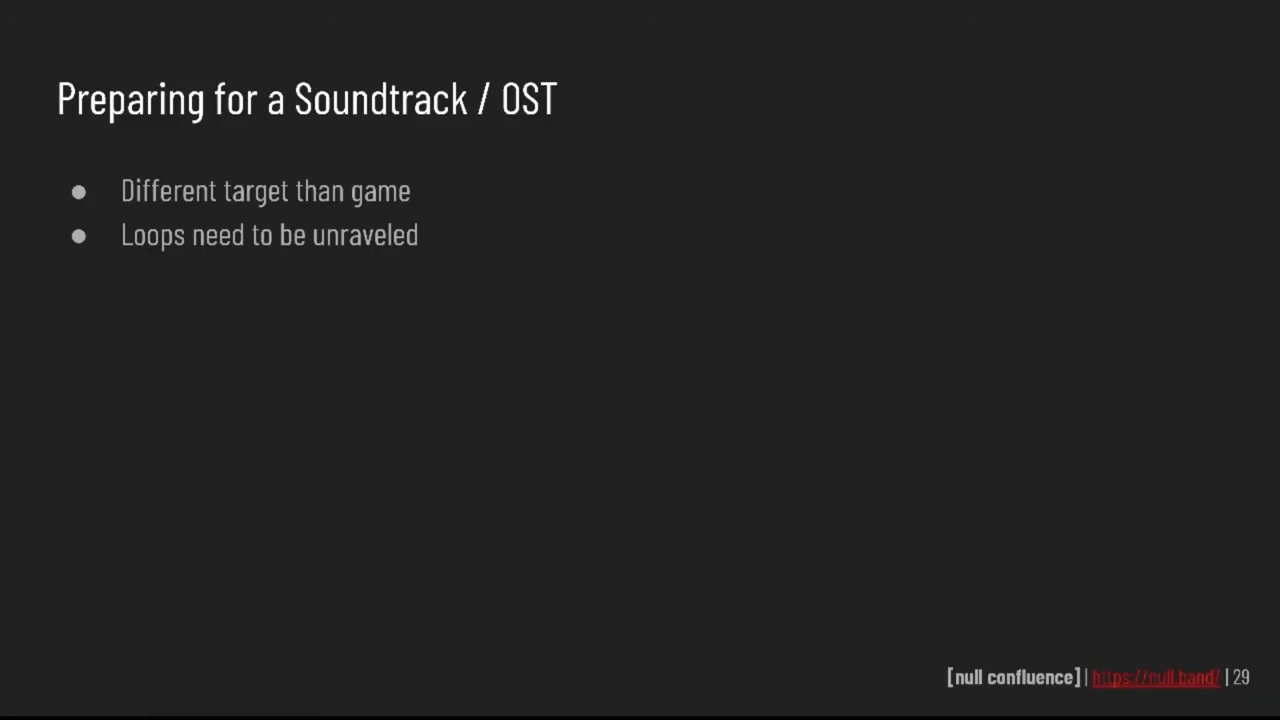 Preparing for a Soundtrack / OST
● Different target than game
● Loops need to be unraveled
[null confluence] | https://null.band/ | 29